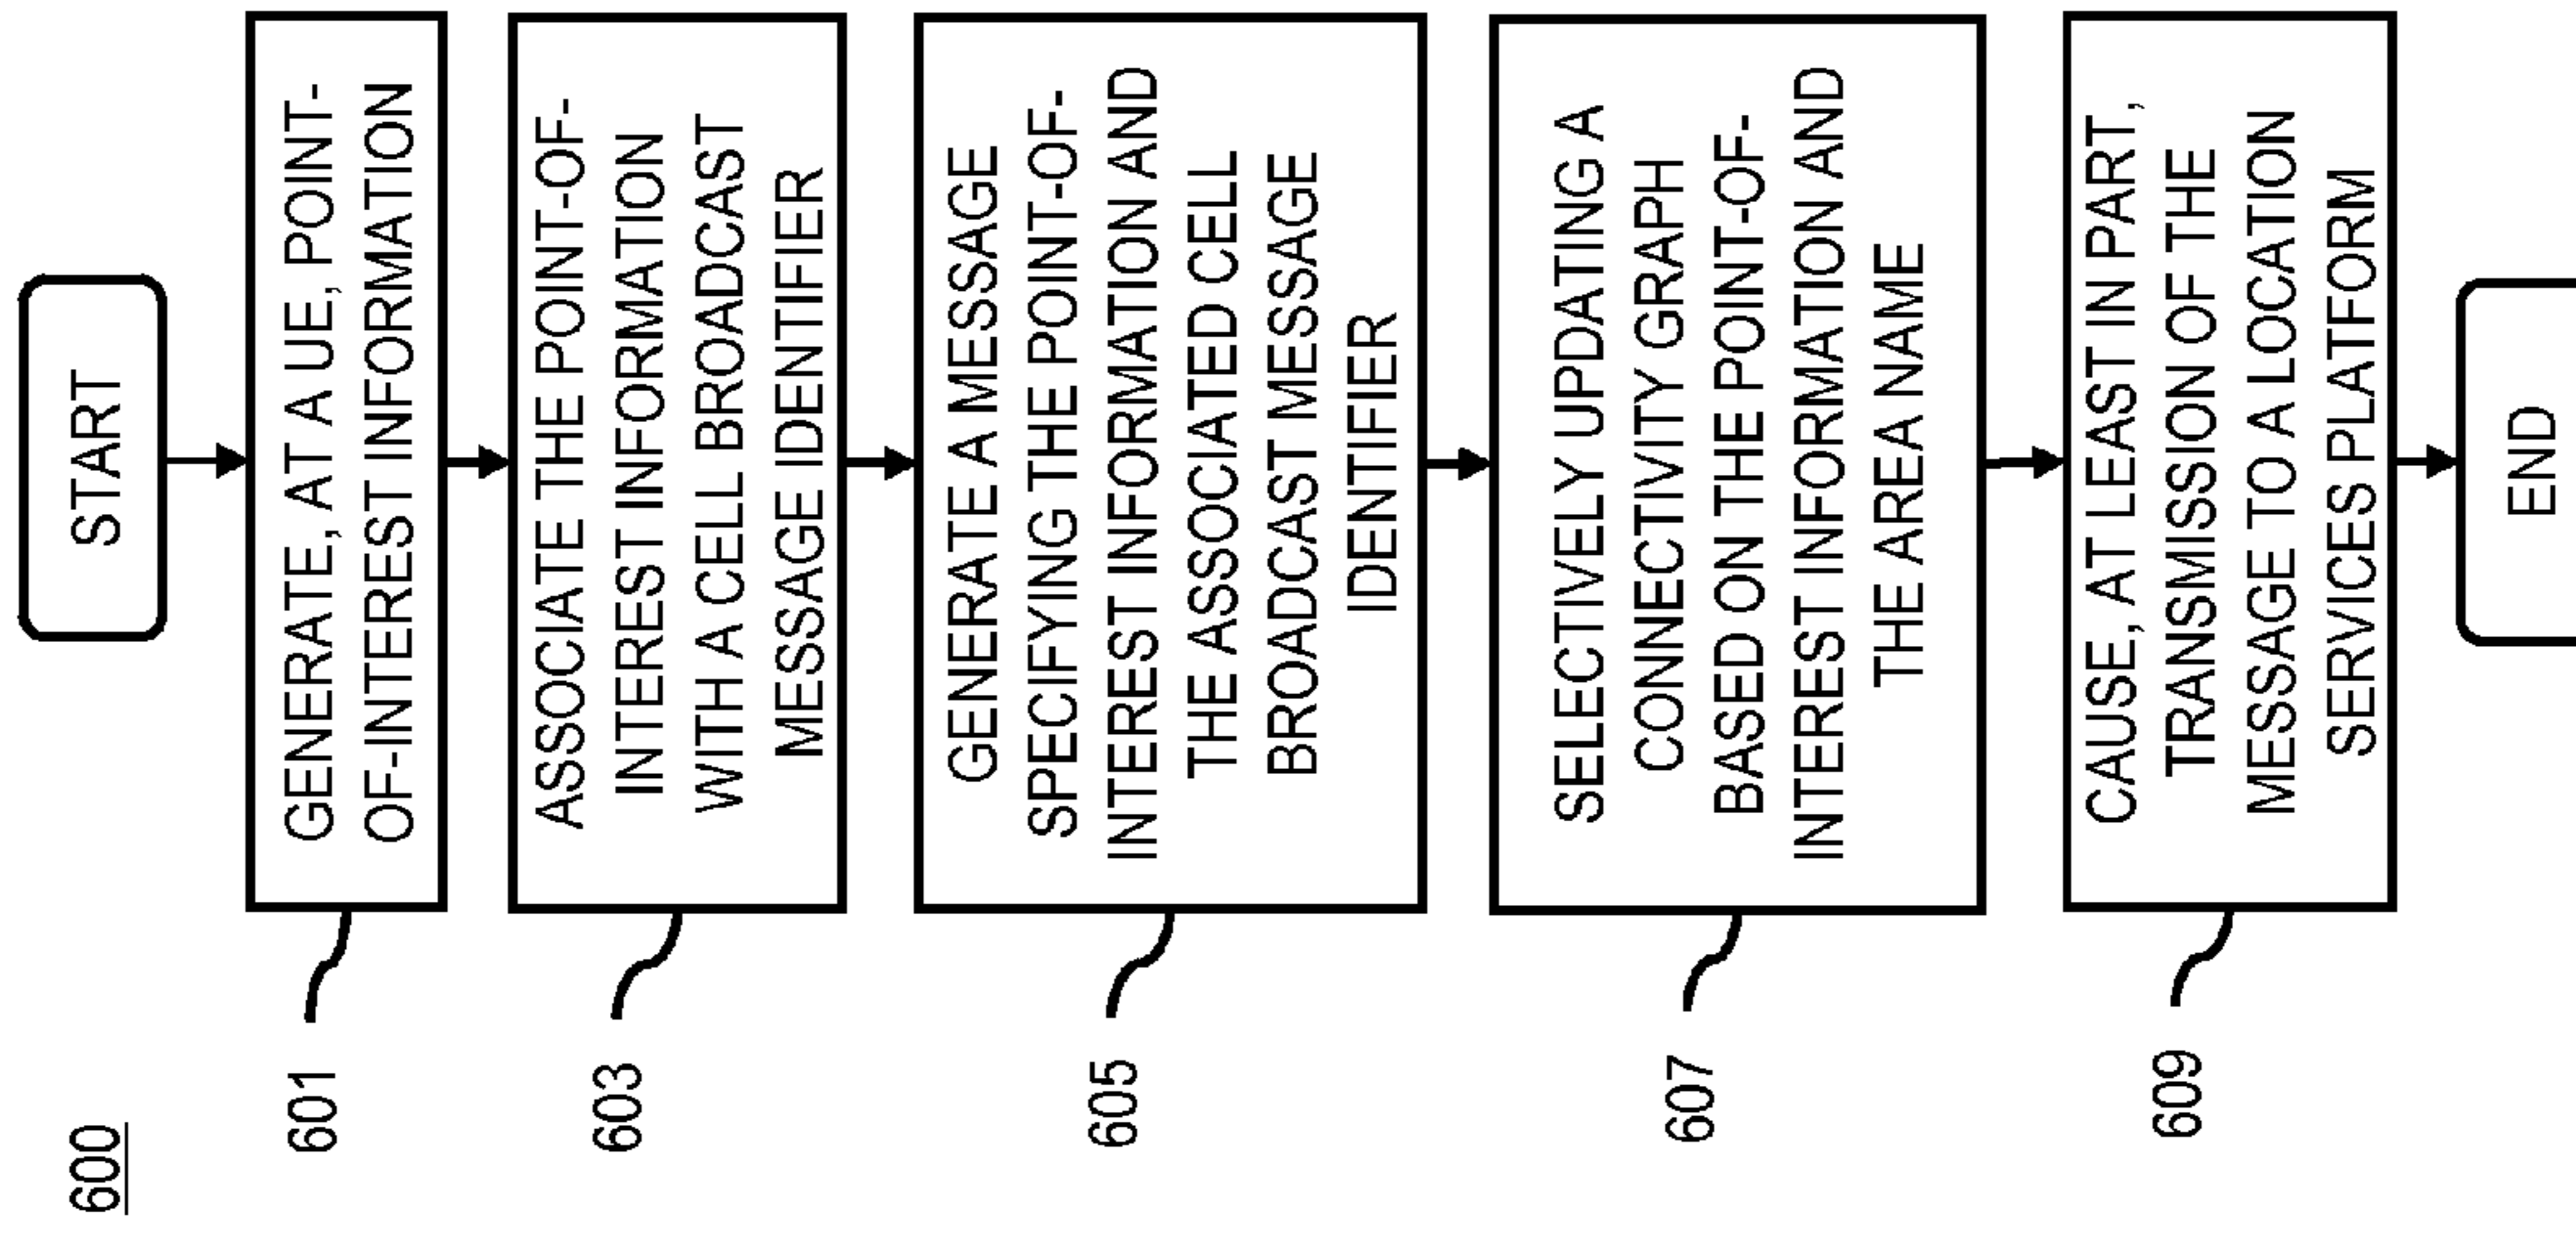 600
START
601
GENERATE, AT A UE, POINT-
OF-INTEREST INFORMATION
603
ASSOCIATE THE POINT-OF-
INTEREST INFORMATION
WITH A CELL BROADCAST
MESSAGE IDENTIFIER
605
GENERATE A MESSAGE
SPECIFYING THE POINT-OF-
INTEREST INFORMATION AND
THE ASSOCIATED CELL
BROADCAST MESSAGE
IDENTIFIER
607
SELECTIVELY UPDATING A
CONNECTIVITY GRAPH
BASED ON THE POINT-OF-
INTEREST INFORMATION AND
THE AREA NAME
609
CAUSE, AT LEAST IN PART,
TRANSMISSION OF THE
MESSAGE TO A LOCATION
SERVICES PLATFORM
END